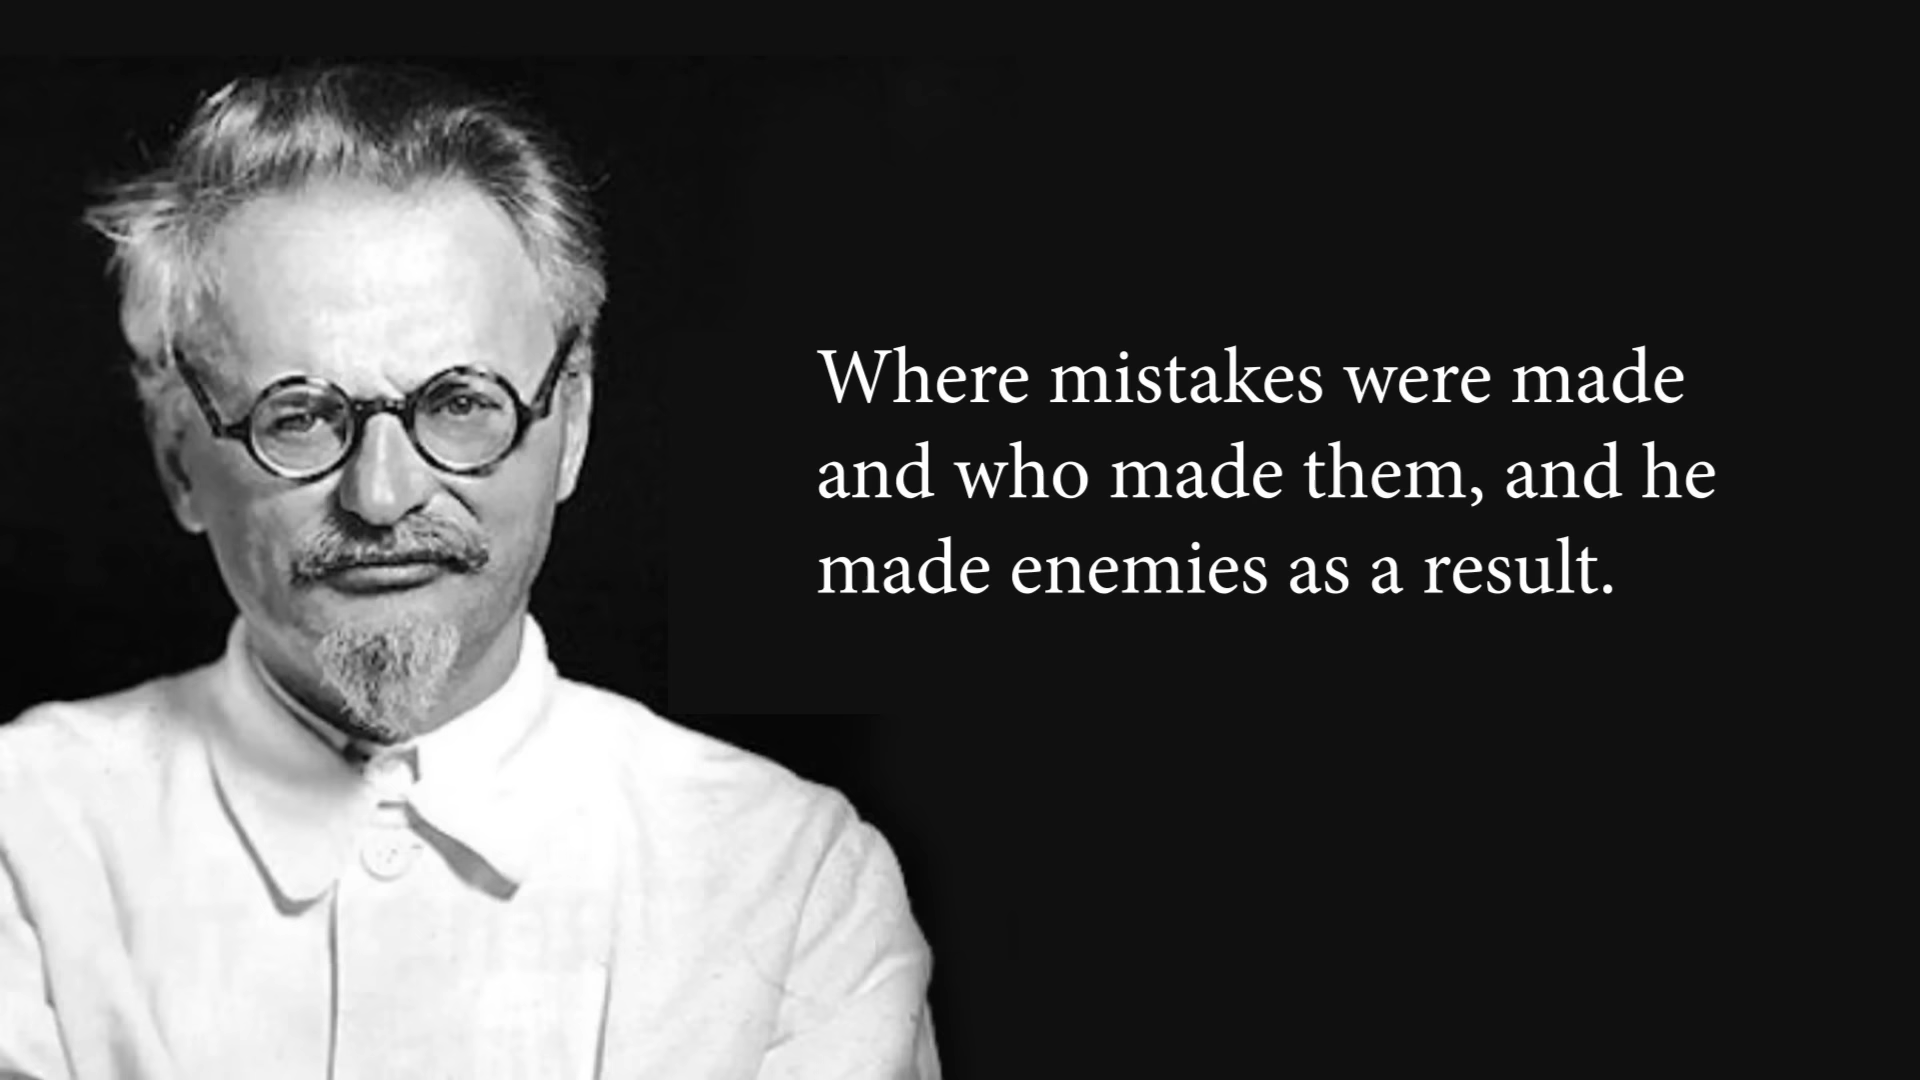 Where mistakes were made
and who made them, and he
made enemies as a result.